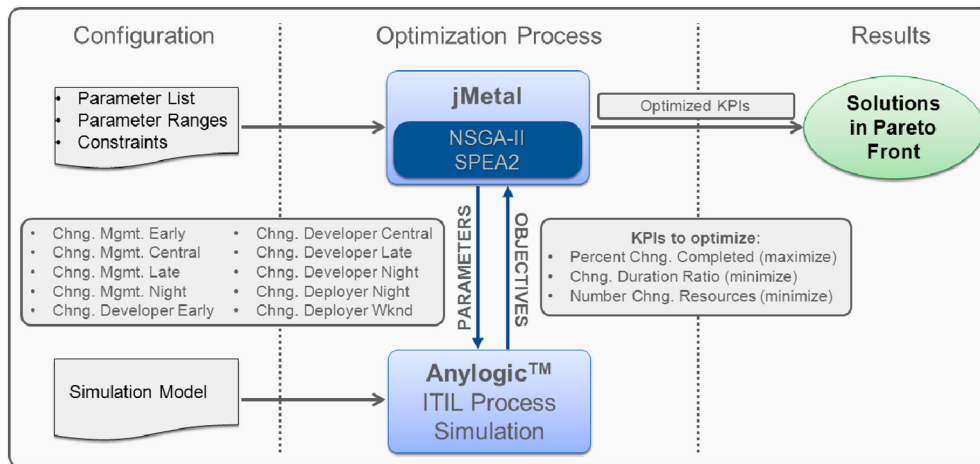 Configuration
Optimization Process
Results
• Parameter List
• Parameter Ranges
• Constraints
jMetal
NSGA-II
SPEA2
Optimized KPIs
Solutions
in Pareto
Front
• Chng. Mgmt. Early
• Chng. Mgmt. Central
• Chng. Mgmt. Late
• Chng. Mgmt. Night
• Chng. Developer Early
• Chng. Developer Central
• Chng. Developer Late
• Chng. Developer Night
• Chng. Deployer Night
• Chng. Deployer Wknd
PARAMETERS
OBJECTIVES
KPIs to optimize:
• Percent Chng. Completed (maximize)
• Chng. Duration Ratio (minimize)
• Number Chng. Resources (minimize)
Simulation Model
Anylogic™
ITIL Process
Simulation